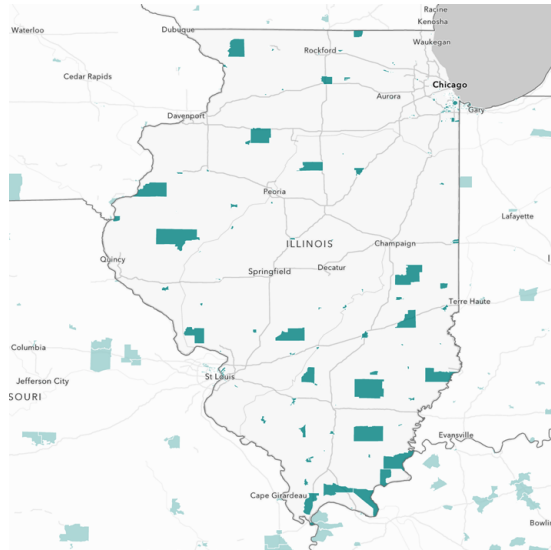 Racine
Kenosha
Waterloo
Dubuque
Rockford
Waukegan
Cedar Rapids
Chicago
Aurora
Gary
Davenport
Peoria
Lafayette
ILLINOIS
Champaign
Quincy
Springfield
Decatur
Terre Haute
Columbia
St Louis
Jefferson City
SOURI
Evansville
Cape Girardeau
Bowlin